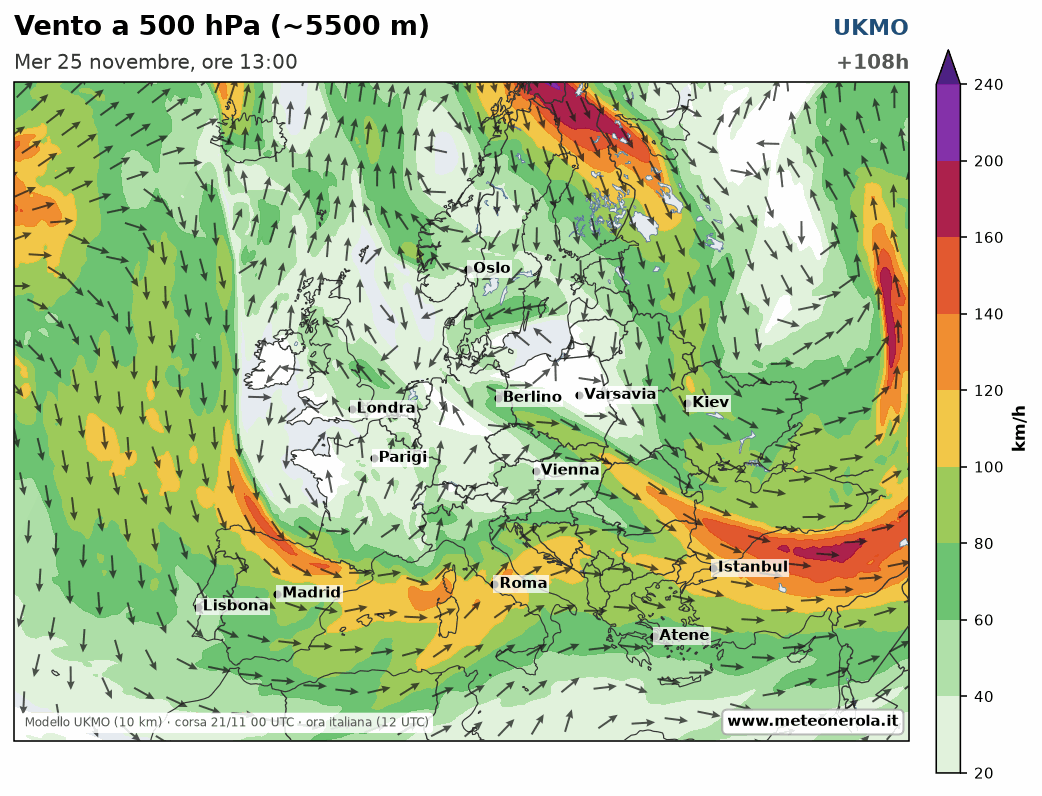 Vento a 500 hPa (~5500 m)
UKMO
Mer 25 novembre, ore 13:00
+108h
240
200
160
140
120
100
80
60
40
20
km/h
Oslo
Londra
Berlino
Varsavia
Kiev
Parigi
Vienna
Istanbul
Roma
Madrid
Lisbona
Atene
Modello UKMO (10 km) · corsa 21/11 00 UTC · ora italiana (12 UTC)
www.meteonerola.it